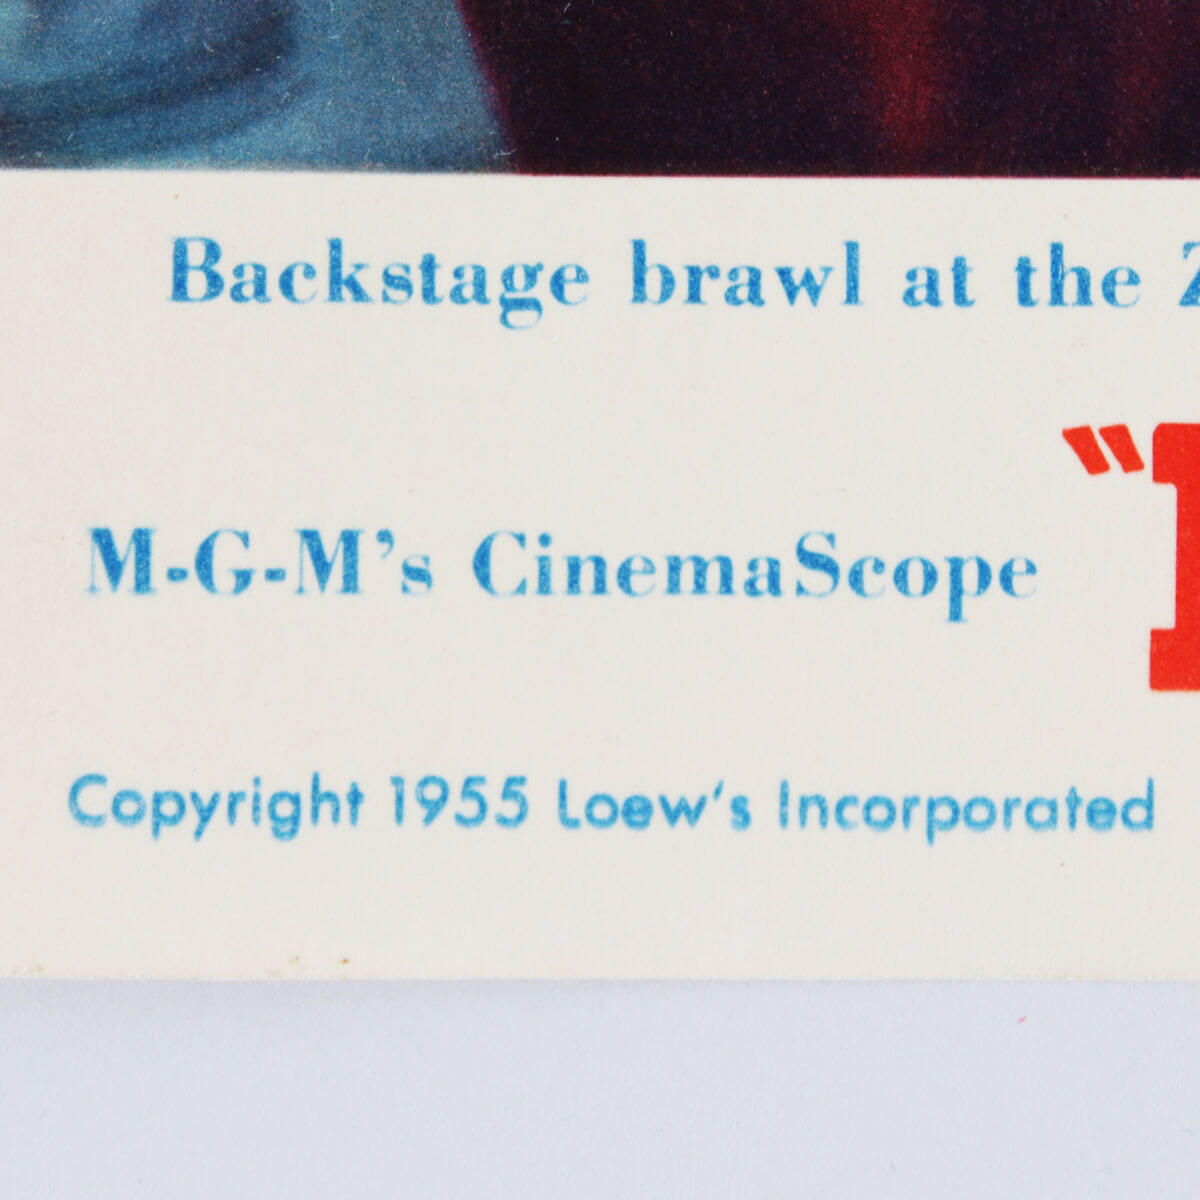 Backstage brawl at the
"
M-G-M's CinemaScope
Copyright 1955 Loew's Incorporated